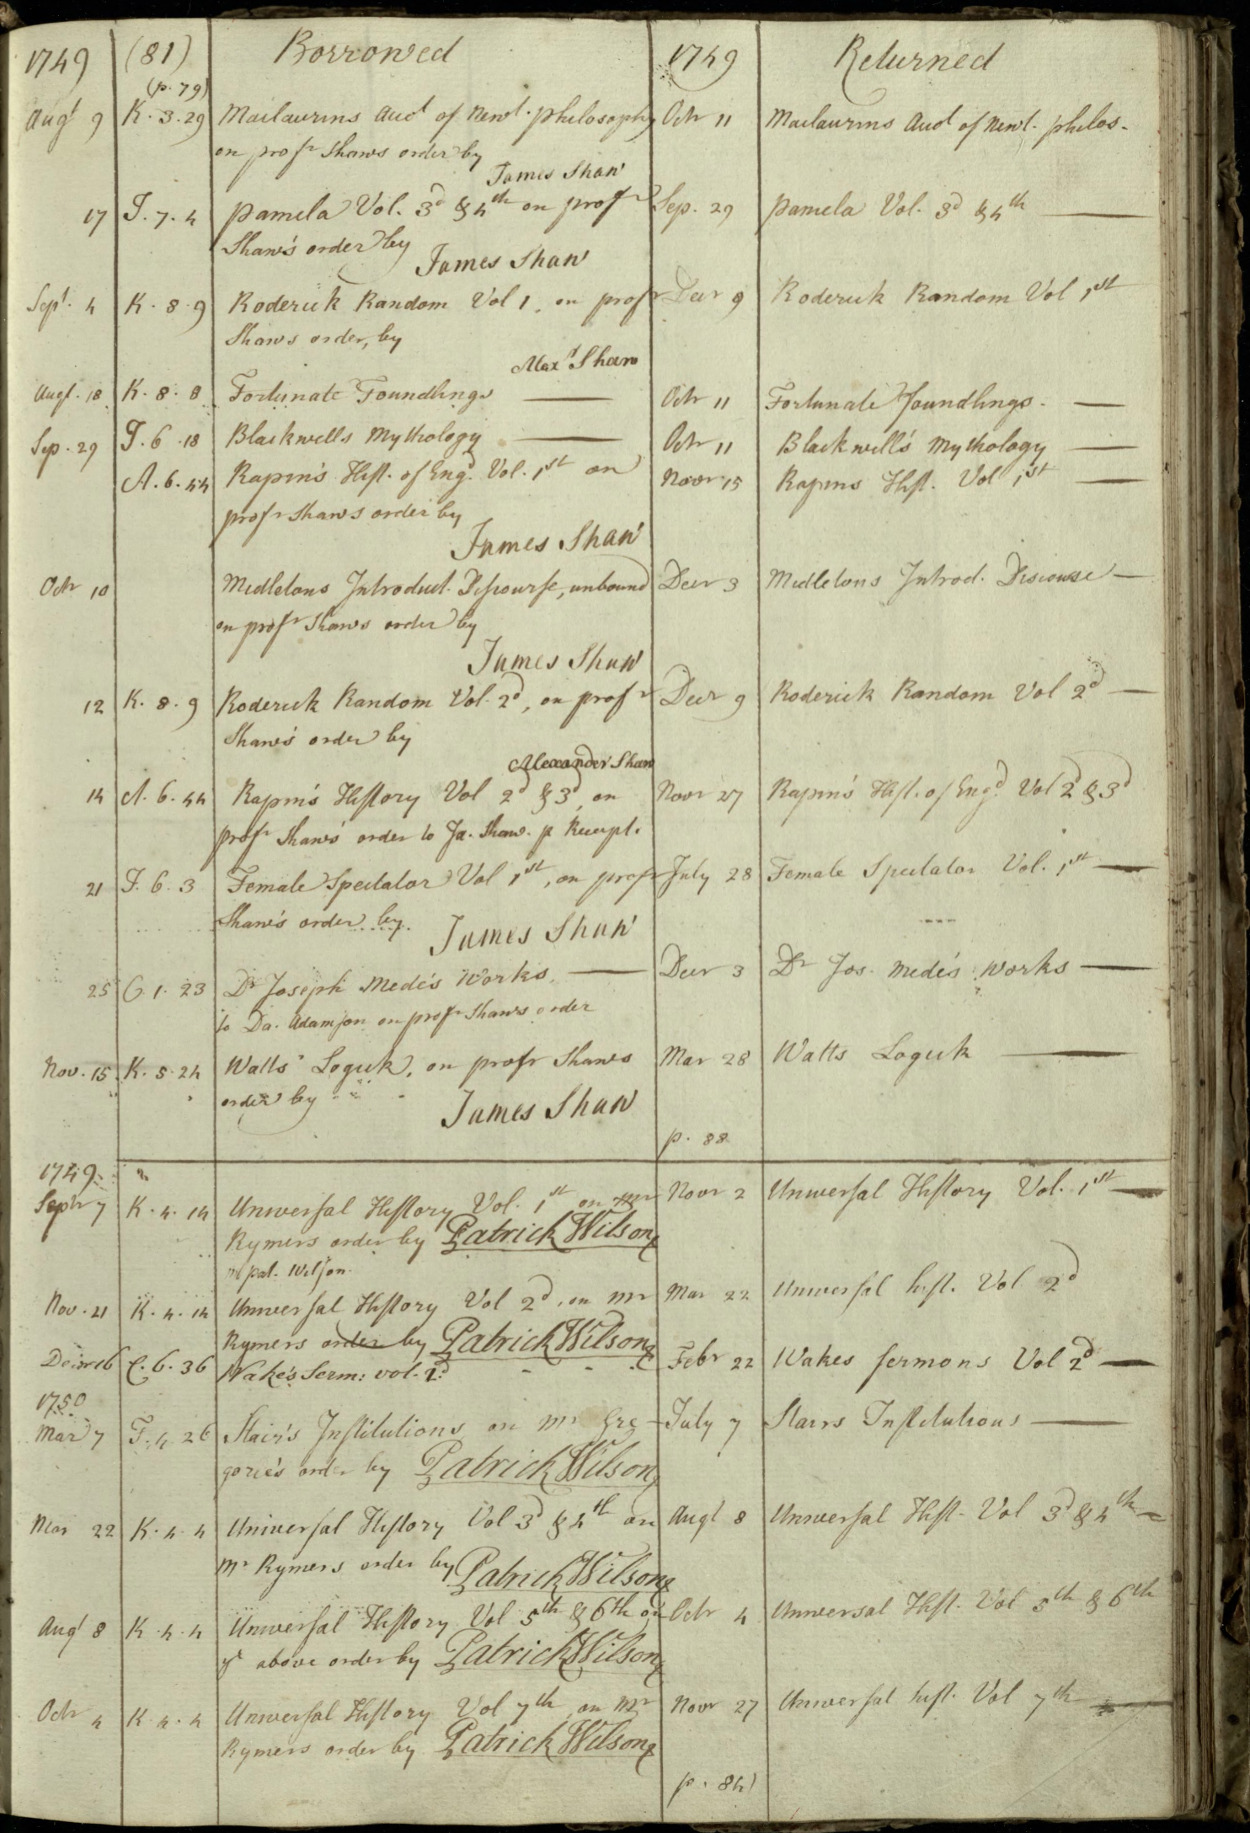 1749 (81) Borrowed 1749 Returned
(p. 79)
Augt 9 K. 3. 29 Maclaurins Acct of Newt. philosophy Octr 11 Maclaurins Acct of Newt. philos.
on profr Shaws order by
James Shaw
17 J. 7. 4 Pamela Vol. 3d & 4th on profr Sep. 29 Pamela Vol. 3d & 4th
Shaw's order by
James Shaw
Sept. 4 K. 8. 9 Roderick Random Vol 1. on profr Decr 9 Roderick Random Vol 1st
Shaws order, by
Alexr Shaw
Augt. 18 K. 8. 8 Fortunate Foundlings Octr 11 Fortunate Foundlings.
Sep. 29 J. 6. 18 Blackwells Mythology Octr 11 Blackwell's Mythology
A. 6. 44 Rapin's Hist. of Engd. Vol. 1st on Novr 15 Rapins Hist. Vol 1st
profr Shaws order by
James Shaw
Octr 10 Midletons Introduct. Discourse, unbound Decr 3 Midletons Introd. Discourse
on profr Shaws order by
James Shaw
12 K. 8. 9 Roderick Random Vol. 2d, on profr Decr 9 Roderick Random Vol 2d
Shaw's order by
Alexander Shaw
14 A. 6. 44 Rapin's History Vol 2d & 3d, on Novr 27 Rapin's Hist. of Engd. Vol 2d & 3d
profr Shaws order to Ja. Shaw. p Receipt.
21 J. 6. 3 Female Spectator Vol 1st, on profr July 28 Female Spectator Vol. 1st
Shaw's order by
James Shaw
25 G. 1. 23 Dr Joseph Mede's Works. Decr 3 Dr Jos. Mede's works
to Da. Adamson on profr Shaws order
Nov. 15 K. 5. 24 Watts' Logick, on profr Shaws Mar 28 Watts Logick
order by
James Shaw
p. 88
1749
Septr 7 K. 4. 14 Universal History Vol. 1st on Mr Novr 2 Universal History Vol. 1st
Rymers order by Patrick Wilson
Mr Pat. Wilson
Nov. 21 K. 4. 14 Universal History Vol 2d, on Mr Mar 22 Universal hist. Vol 2d
Rymers order by Patrick Wilson
Decr 16 C. 6. 36 Wake's Serm: vol. 2d Febr 22 Wakes sermons Vol 2d
1750
Mar 7 F. 4 26 Stair's Institutions on Mr Gre- July 7 Stairs Institutions
gorie's order by Patrick Wilson
Mar 22 K. 4. 4 Universal History Vol 3d & 4th on Augt 8 Universal Hist. Vol 3d & 4th
Mr Rymers order by Patrick Wilson
Augt 8 K. 4. 4 Universal History Vol 5th & 6th on Octr 4 Universal Hist. Vol 5th & 6th
ye above order by Patrick Wilson
Octr 4 K. 4. 4 Universal History Vol 7th, on Mr Novr 27 Universal hist. Vol 7th
Rymers order by Patrick Wilson
p. 84